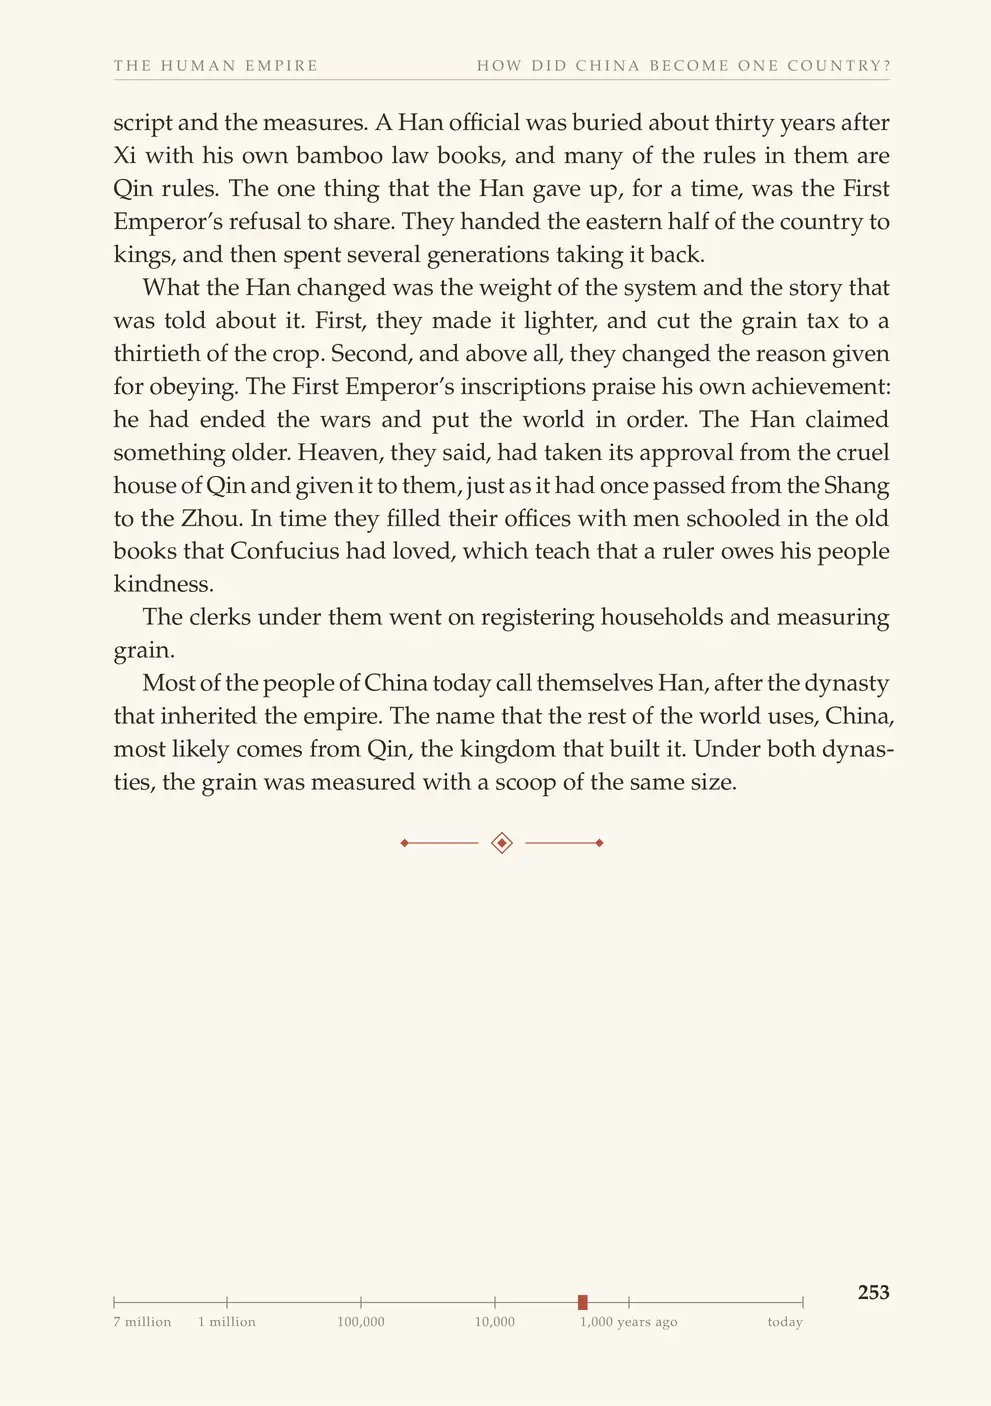 THE HUMAN EMPIRE
HOW DID CHINA BECOME ONE COUNTRY?
script and the measures. A Han official was buried about thirty years after
Xi with his own bamboo law books, and many of the rules in them are
Qin rules. The one thing that the Han gave up, for a time, was the First
Emperor’s refusal to share. They handed the eastern half of the country to
kings, and then spent several generations taking it back.
What the Han changed was the weight of the system and the story that
was told about it. First, they made it lighter, and cut the grain tax to a
thirtieth of the crop. Second, and above all, they changed the reason given
for obeying. The First Emperor’s inscriptions praise his own achievement:
he had ended the wars and put the world in order. The Han claimed
something older. Heaven, they said, had taken its approval from the cruel
house of Qin and given it to them, just as it had once passed from the Shang
to the Zhou. In time they filled their offices with men schooled in the old
books that Confucius had loved, which teach that a ruler owes his people
kindness.
The clerks under them went on registering households and measuring
grain.
Most of the people of China today call themselves Han, after the dynasty
that inherited the empire. The name that the rest of the world uses, China,
most likely comes from Qin, the kingdom that built it. Under both dynas-
ties, the grain was measured with a scoop of the same size.
253
7 million
1 million
100,000
10,000
1,000 years ago
today